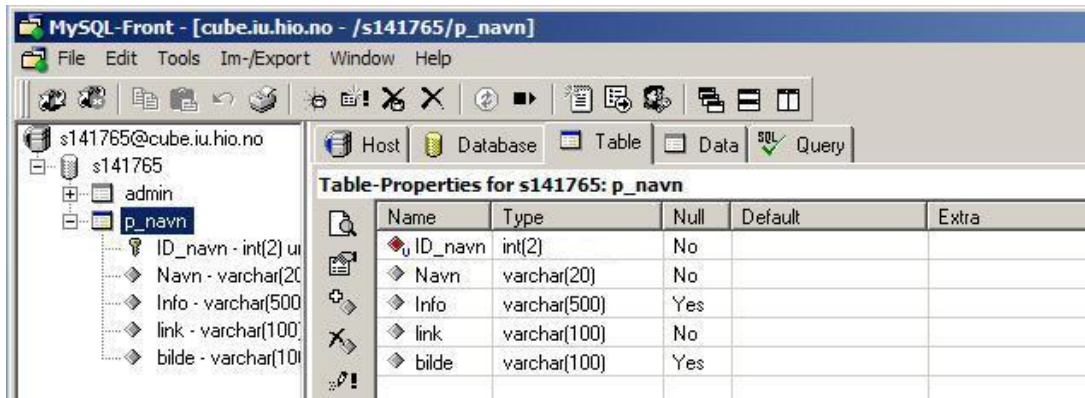 MySQL-Front - [cube.iu.hio.no - /s141765/p_navn]
File Edit Tools Im-/Export Window Help
s141765@cube.iu.hio.no
s141765
admin
p_navn
ID_navn - int(2) u
Navn - varchar(20
Info - varchar(500
link - varchar(100)
bilde - varchar(10
Host Database Table Data SQL Query
Table-Properties for s141765: p_navn
Name Type Null Default Extra
ID_navn int(2) No
Navn varchar(20) No
Info varchar(500) Yes
link varchar(100) No
bilde varchar(100) Yes